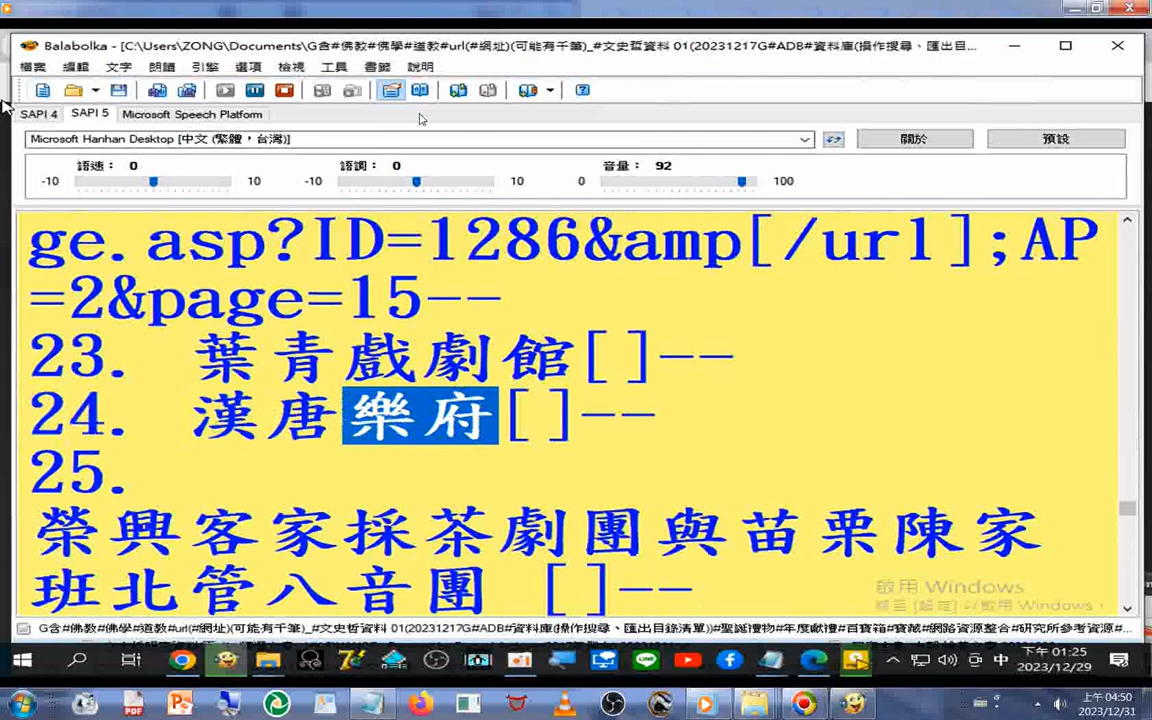 Balabolka - [C:\Users\ZONG\Documents\G含#佛教#佛學#道教#url(#網址)(可能有千筆)_#文史哲資料 01(20231217G#ADB#資料庫(操作搜尋、匯出目...
檔案 編輯 文字 朗讀 引擎 選項 檢視 工具 書籤 說明
SAPI 4 SAPI 5 Microsoft Speech Platform
Microsoft Hanhan Desktop [中文 (繁體，台灣)] 關於 預設
語速： 0 語調： 0 音量： 92
-10 10 -10 10 0 100
ge.asp?ID=1286&amp[/url];AP
=2&page=15--
23. 葉青戲劇館[]--
24. 漢唐樂府[]--
25.
榮興客家採茶劇團與苗栗陳家
班北管八音團 []--
啟用 Windows
G含#佛教#佛學#道教#url(#網址)(可能有千筆)_#文史哲資料 01(20231217G#ADB#資料庫(操作搜尋、匯出目錄清單))#聖誕禮物#年度獻禮#百寶箱#寶藏#網路資源整合#研究所參考資源#...
中 下午 01:25
2023/12/29
上午 04:50
2023/12/31